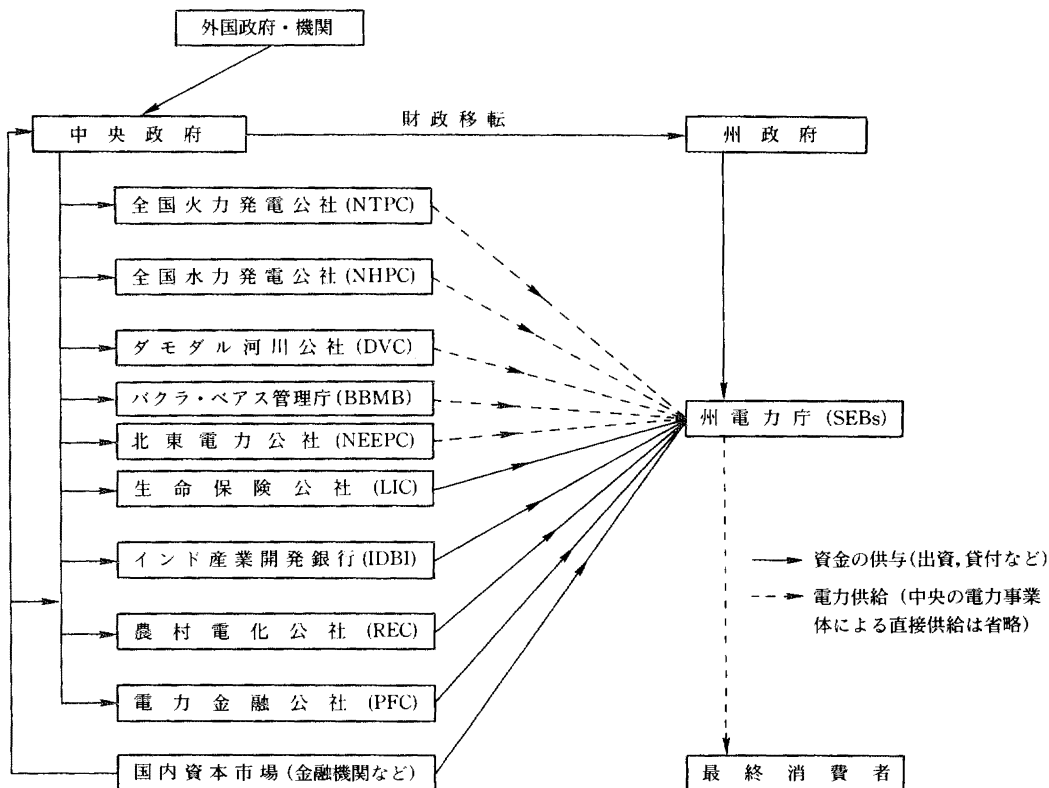 外国政府・機関
中央政府
財政移転
州政府
全国火力発電公社(NTPC)
全国水力発電公社(NHPC)
ダモダル河川公社(DVC)
バクラ・ベアス管理庁(BBMB)
北東電力公社(NEEPC)
生命保険公社(LIC)
インド産業開発銀行(IDBI)
農村電化公社(REC)
電力金融公社(PFC)
国内資本市場(金融機関など)
州電力庁(SEBs)
資金の供与(出資,貸付など)
電力供給(中央の電力事業
体による直接供給は省略)
最終消費者